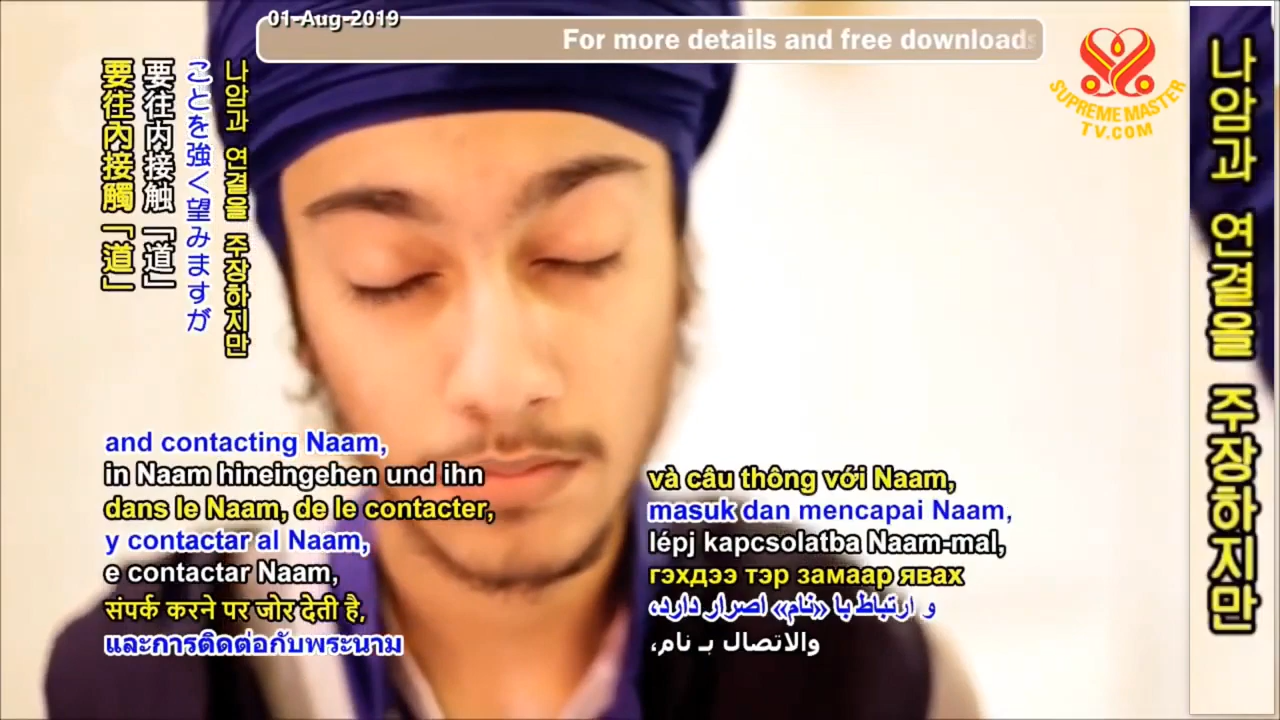 01-Aug-2019
For more details and free downloads
SUPREME MASTER
TV.COM
나암과 연결을 주장하지만
ことを強く望みますが
要往内接触「道」
要往內接觸「道」
and contacting Naam,
in Naam hineingehen und ihn
dans le Naam, de le contacter,
y contactar al Naam,
e contactar Naam,
संपर्क करने पर जोर देती है,
และการติดต่อกับพระนาม
và câu thông với Naam,
masuk dan mencapai Naam,
lépj kapcsolatba Naam-mal,
гэхдээ тэр замаар явах
و ارتباط با «نام» اصرار دارد،
والاتصال بـ نام،
나암과 연결을 주장하지만